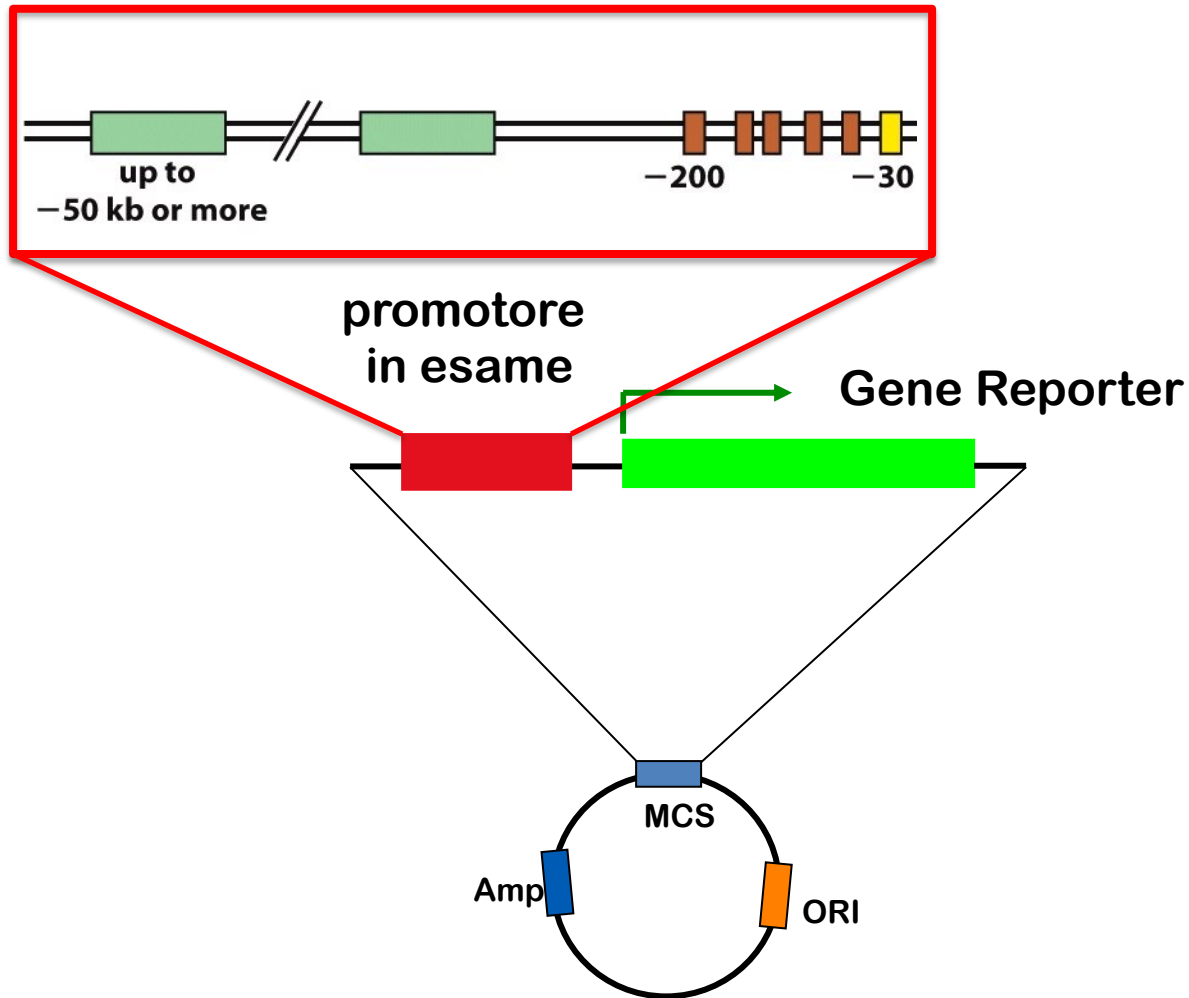 up to
−50 kb or more
−200
−30
promotore
in esame
Gene Reporter
MCS
Amp
ORI